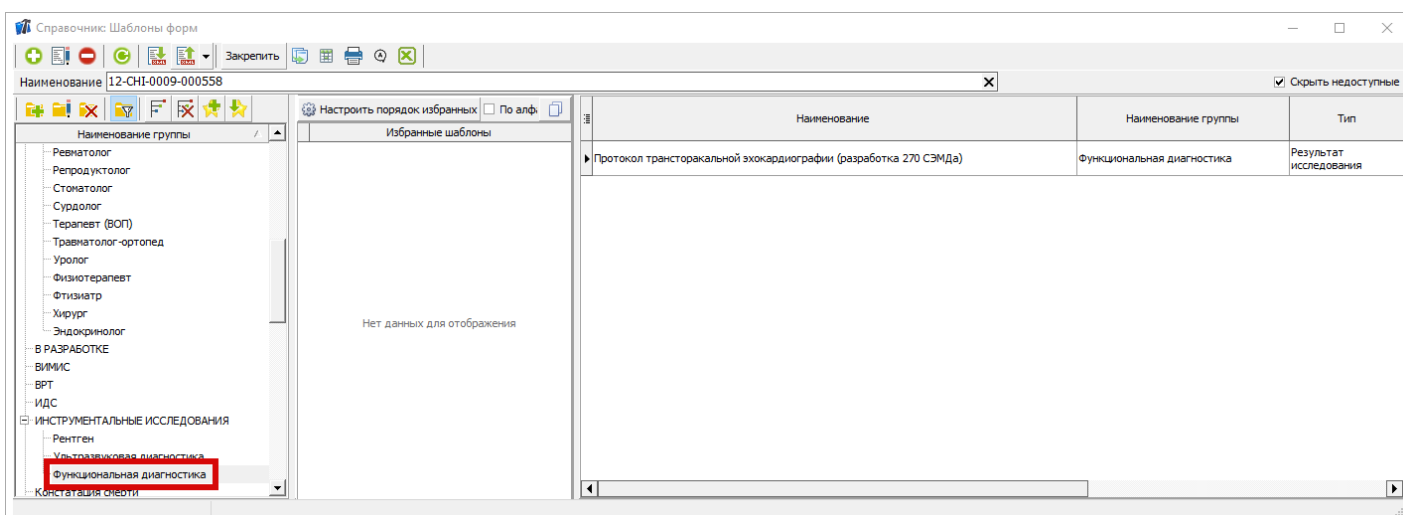 Справочник: Шаблоны форм
Закрепить
Наименование 12-CHI-0009-000558
Скрыть недоступные
Настроить порядок избранных По алф
Наименование группы
Избранные шаблоны
Наименование
Наименование группы
Тип
Ревматолог
Репродуктолог
Стоматолог
Сурдолог
Терапевт (ВОП)
Травматолог-ортопед
Уролог
Физиотерапевт
Фтизиатр
Хирург
Эндокринолог
В РАЗРАБОТКЕ
ВИМИС
ВРТ
ИДС
ИНСТРУМЕНТАЛЬНЫЕ ИССЛЕДОВАНИЯ
Рентген
Ультразвуковая диагностика
Функциональная диагностика
Констатация смерти
Нет данных для отображения
Протокол трансторакальной эхокардиографии (разработка 270 СЭМДа)
Функциональная диагностика
Результат
исследования